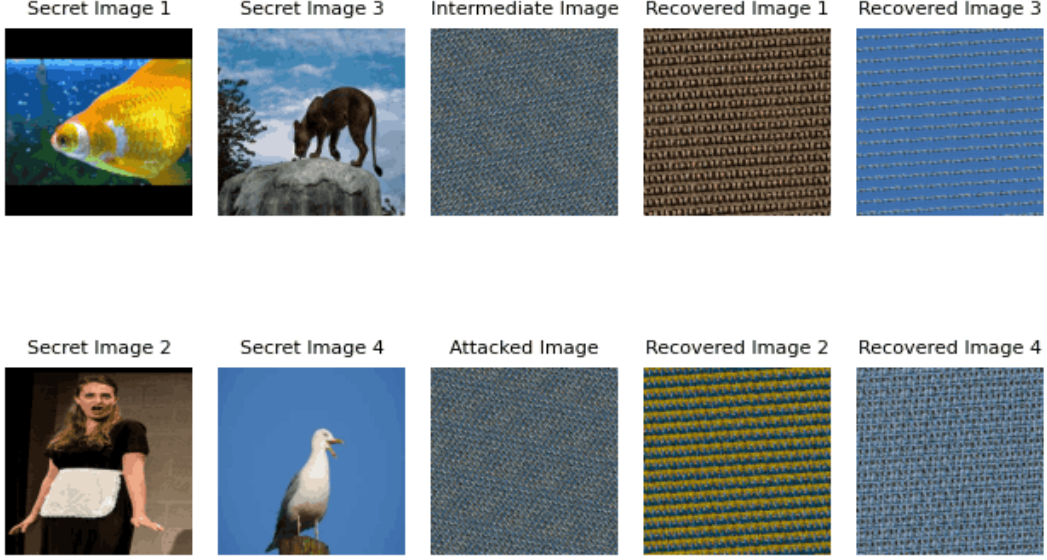 Secret Image 1
Secret Image 3
Intermediate Image
Recovered Image 1
Recovered Image 3
Secret Image 2
Secret Image 4
Attacked Image
Recovered Image 2
Recovered Image 4